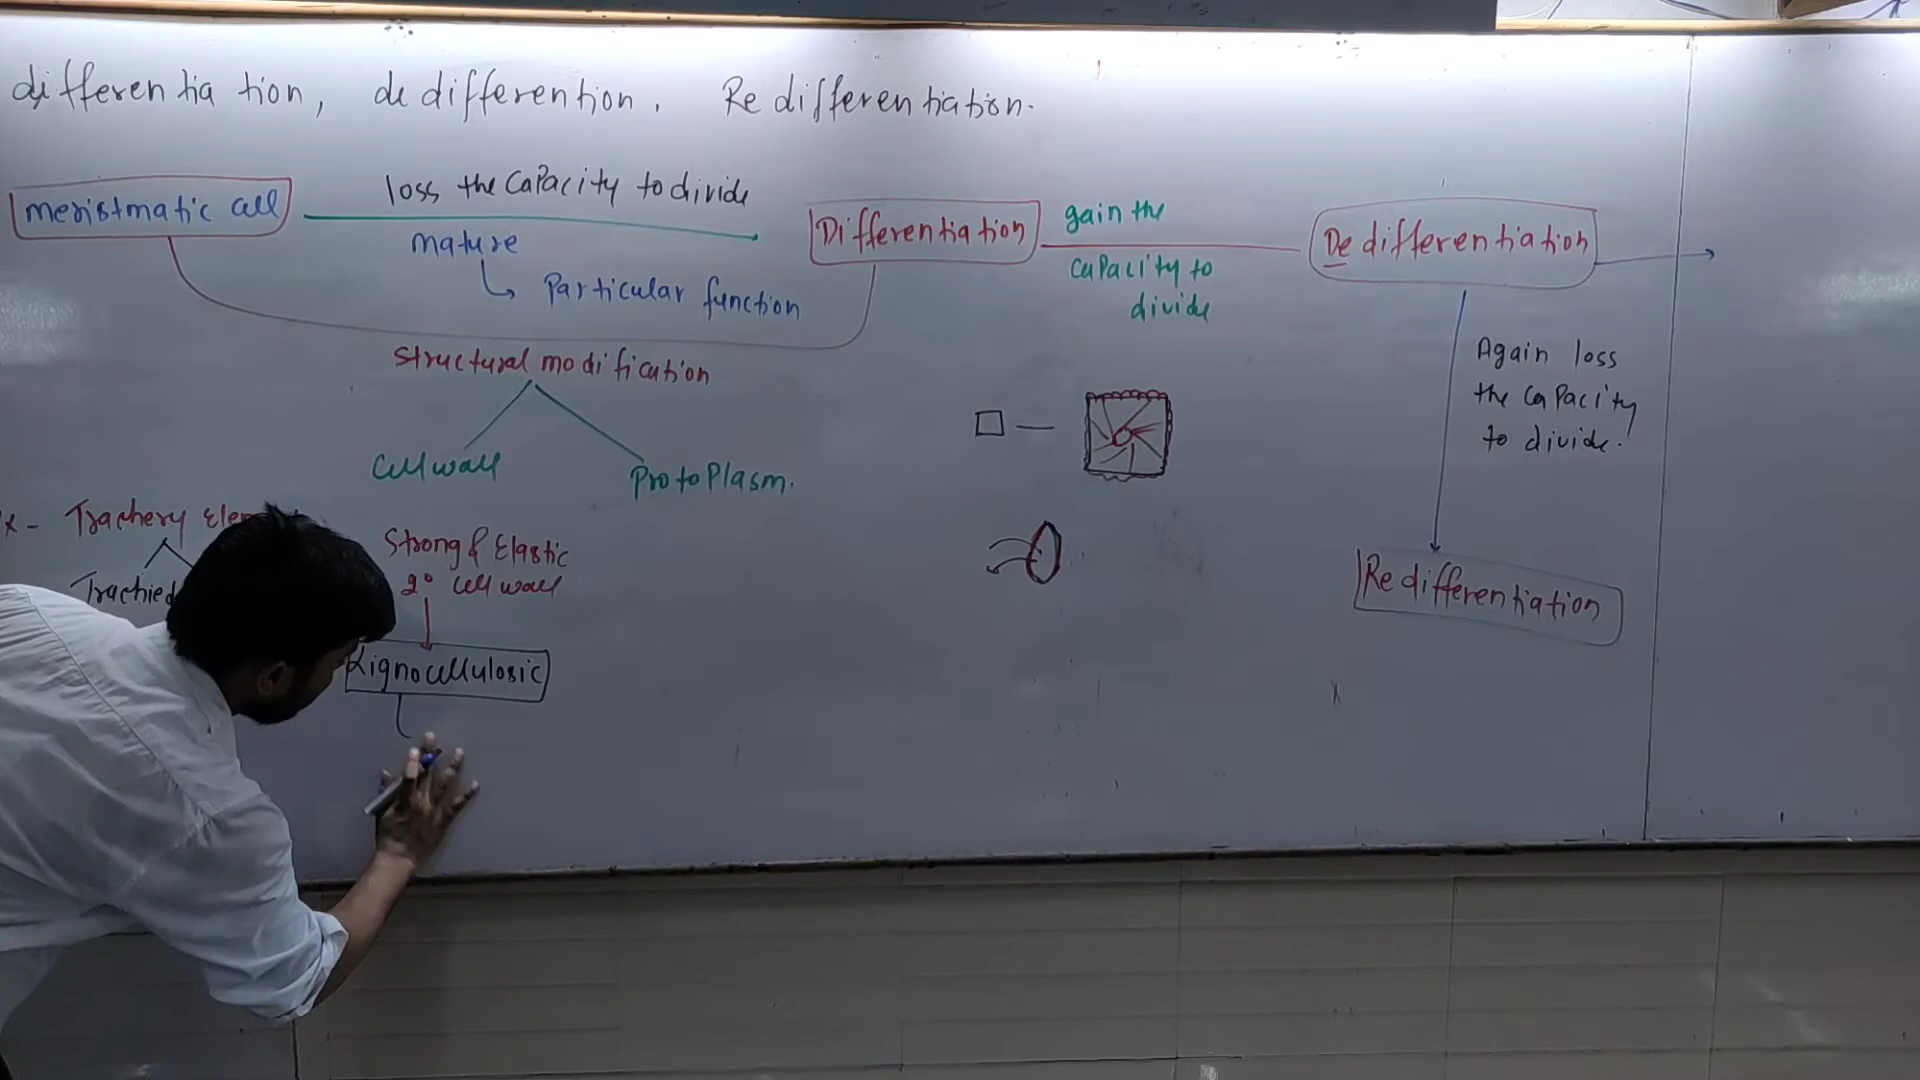 differentiation, dedifferention. Redifferentiation.
meristmatic cell
loss the capacity to divide
mature
Particular function
Differentiation
gain the
capacity to
divide
Dedifferentiation
Structural modification
Again loss
the capacity
to divide.
Cell wall
Protoplasm.
x - Trachery Elem
Strong & Elastic
2° cell wall
Trachied
Redifferentiation
Lignocellulosic